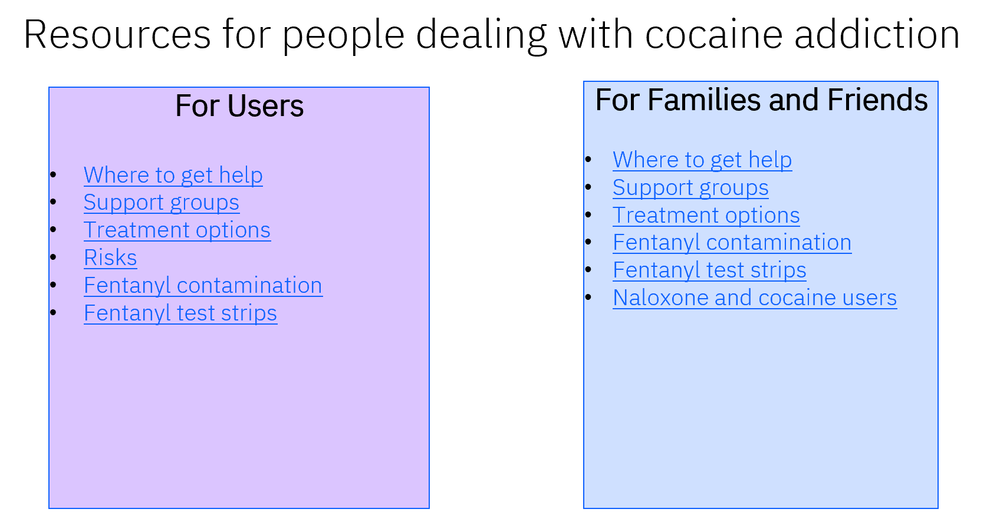 Resources for people dealing with cocaine addiction
For Users
• Where to get help
• Support groups
• Treatment options
• Risks
• Fentanyl contamination
• Fentanyl test strips
For Families and Friends
• Where to get help
• Support groups
• Treatment options
• Fentanyl contamination
• Fentanyl test strips
• Naloxone and cocaine users